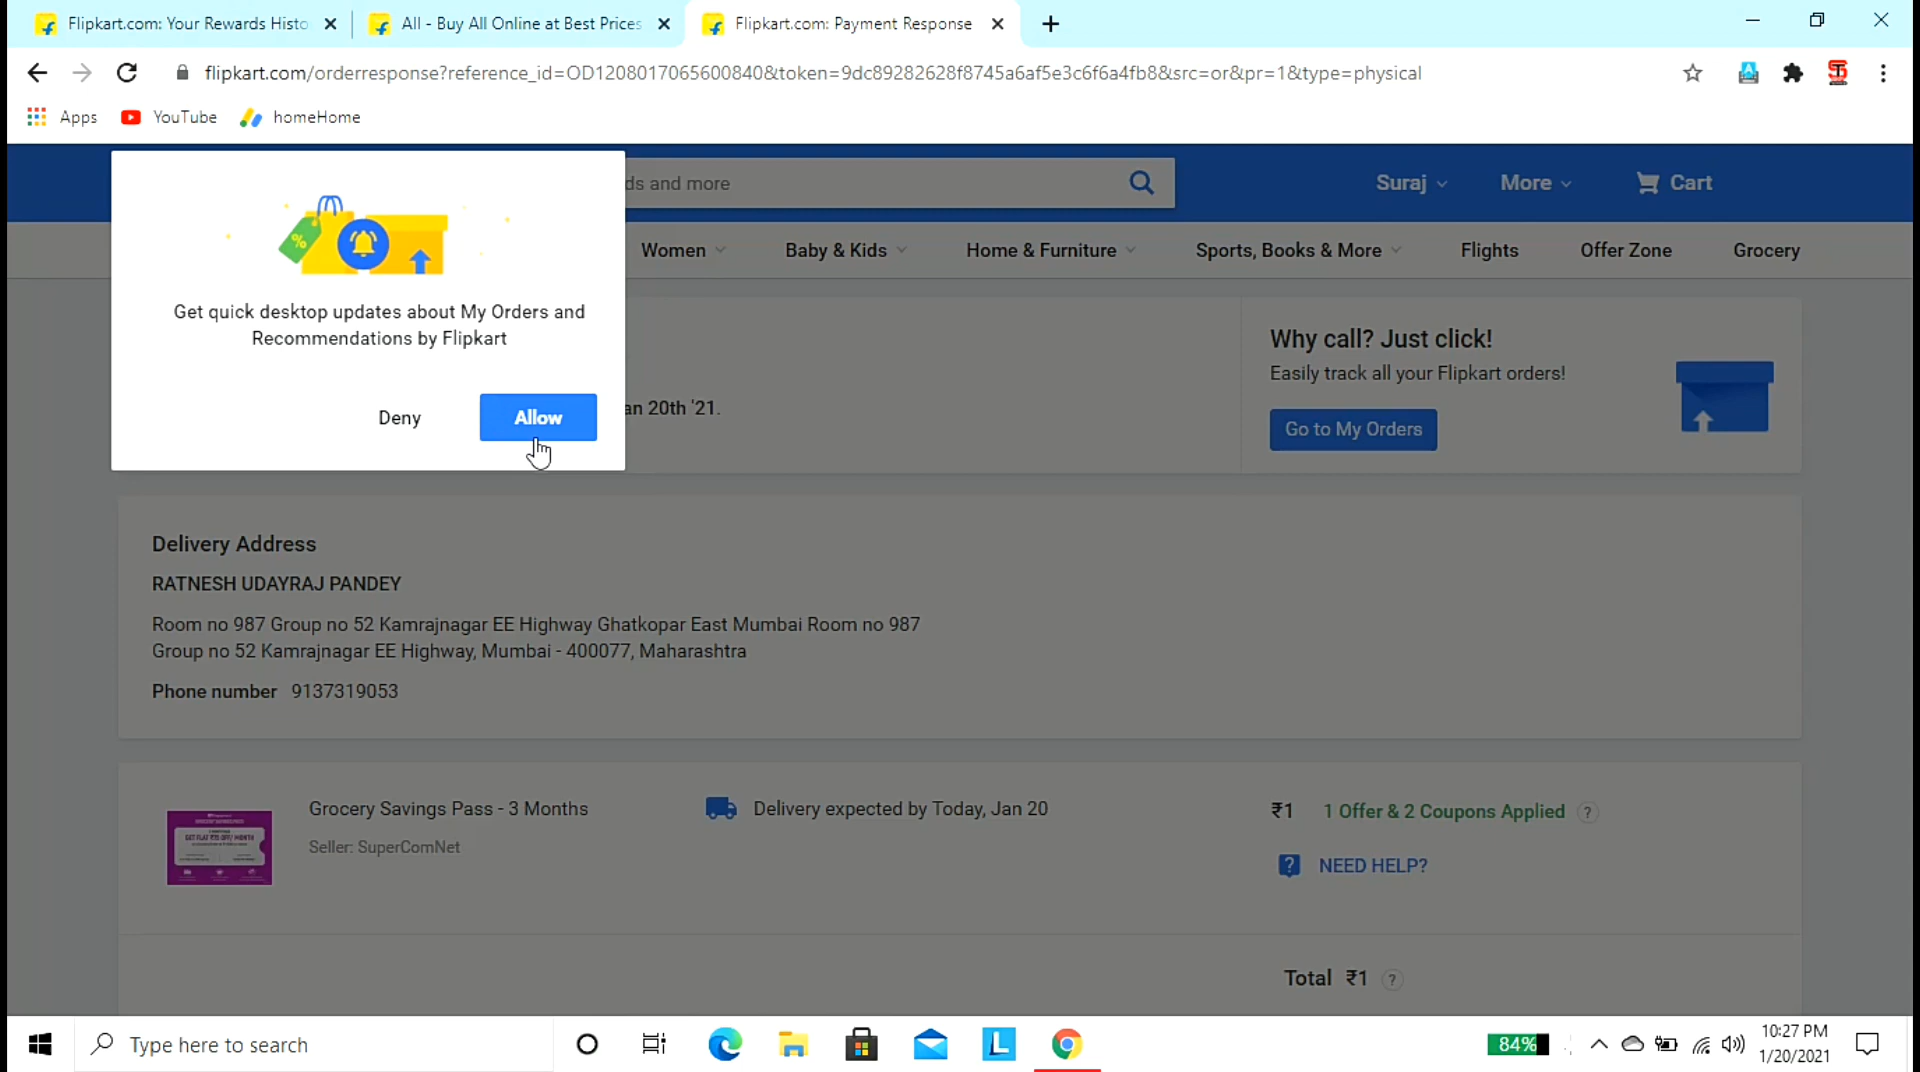 Flipkart.com: Your Rewards Histo
All - Buy All Online at Best Prices
Flipkart.com: Payment Response
flipkart.com/orderresponse?reference_id=OD1208017065600840&token=9dc89282628f8745a6af5e3c6f6a4fb8&src=or&pr=1&type=physical
Apps YouTube homeHome
ds and more
Suraj More Cart
Women Baby & Kids Home & Furniture Sports, Books & More Flights Offer Zone Grocery
%
Get quick desktop updates about My Orders and
Recommendations by Flipkart
Deny Allow
an 20th '21.
Why call? Just click!
Easily track all your Flipkart orders!
Go to My Orders
Delivery Address
RATNESH UDAYRAJ PANDEY
Room no 987 Group no 52 Kamrajnagar EE Highway Ghatkopar East Mumbai Room no 987
Group no 52 Kamrajnagar EE Highway, Mumbai - 400077, Maharashtra
Phone number 9137319053
Grocery Savings Pass - 3 Months
Seller: SuperComNet
Delivery expected by Today, Jan 20
₹1 1 Offer & 2 Coupons Applied ?
? NEED HELP?
Total ₹1 ?
Type here to search
84%
10:27 PM
1/20/2021